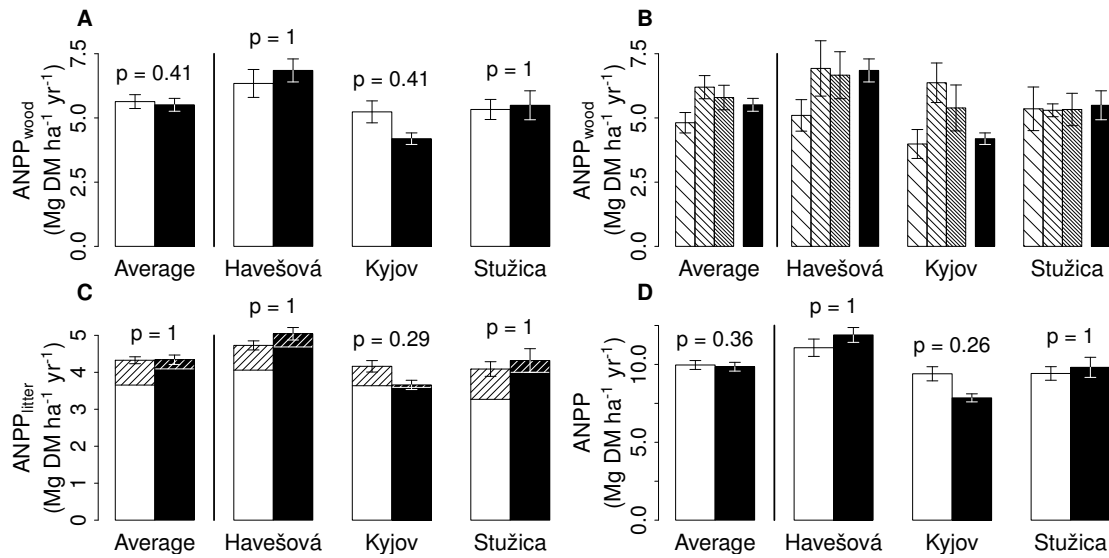 A
ANPPwood
(Mg DM ha-1 yr-1)
0.0 2.5 5.0 7.5
p = 0.41
p = 1
p = 0.41
p = 1
Average Havešová Kyjov Stužica
B
ANPPwood
(Mg DM ha-1 yr-1)
0.0 2.5 5.0 7.5
Average Havešová Kyjov Stužica
C
ANPPlitter
(Mg DM ha-1 yr-1)
0 1 2 3 4 5
p = 1
p = 1
p = 0.29
p = 1
Average Havešová Kyjov Stužica
D
ANPP
(Mg DM ha-1 yr-1)
0.0 5.0 10.0
p = 0.36
p = 1
p = 0.26
p = 1
Average Havešová Kyjov Stužica